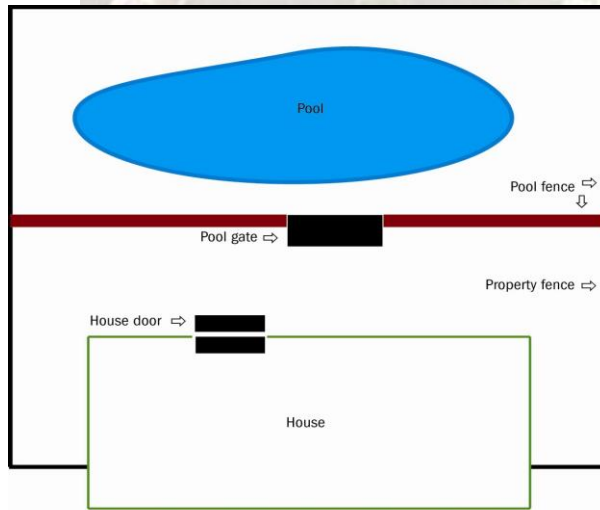 Pool
Pool fence
Pool gate
Property fence
House door
House